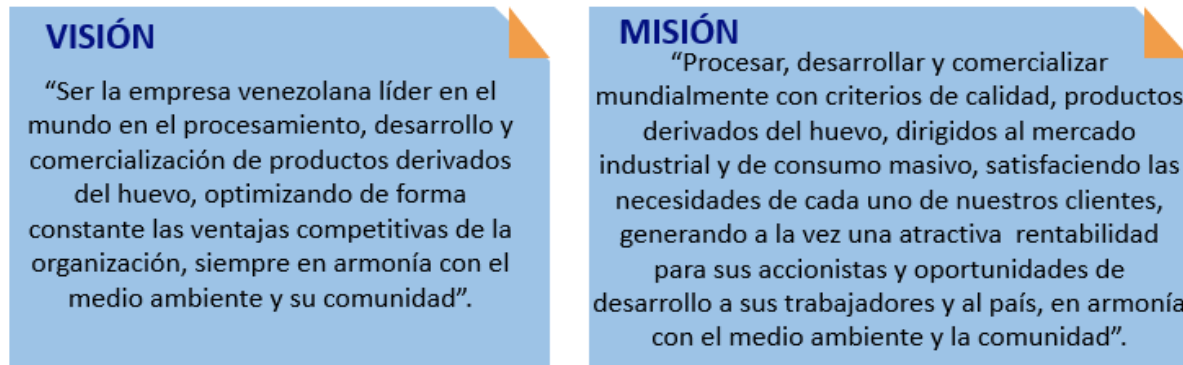 VISIÓN
“Ser la empresa venezolana líder en el
mundo en el procesamiento, desarrollo y
comercialización de productos derivados
del huevo, optimizando de forma
constante las ventajas competitivas de la
organización, siempre en armonía con el
medio ambiente y su comunidad”.
MISIÓN
“Procesar, desarrollar y comercializar
mundialmente con criterios de calidad, productos
derivados del huevo, dirigidos al mercado
industrial y de consumo masivo, satisfaciendo las
necesidades de cada uno de nuestros clientes,
generando a la vez una atractiva rentabilidad
para sus accionistas y oportunidades de
desarrollo a sus trabajadores y al país, en armonía
con el medio ambiente y la comunidad”.